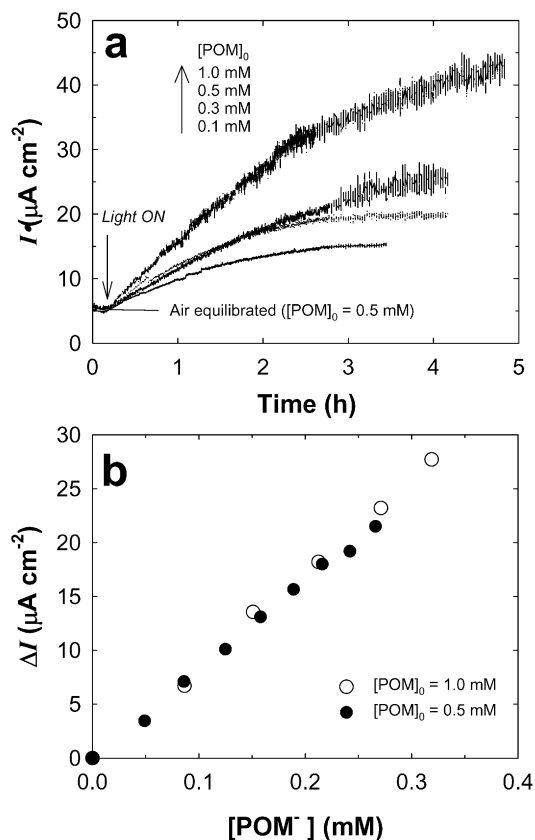 a
[POM]₀
1.0 mM
0.5 mM
0.3 mM
0.1 mM
Light ON
Air equilibrated ([POM]₀ = 0.5 mM)
50
40
30
20
10
0
I•(μA cm⁻²)
0
1
2
3
4
5
Time (h)
b
30
25
20
15
10
5
0
ΔI (μA cm⁻²)
[POM]₀ = 1.0 mM
[POM]₀ = 0.5 mM
0.0
0.1
0.2
0.3
0.4
[POM⁻ ] (mM)